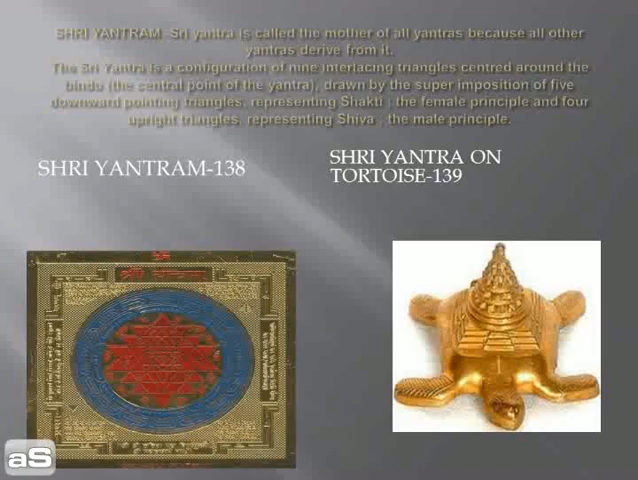 SHRI YANTRAM -Sri yantra is called the mother of all yantras because all other
yantras derive from it.
The Sri Yantra is a configuration of nine interlacing triangles centred around the
bindu (the central point of the yantra), drawn by the super imposition of five
downward pointing triangles, representing Shakti ; the female principle and four
upright triangles, representing Shiva ; the male principle.
SHRI YANTRAM-138
SHRI YANTRA ON
TORTOISE-139
aS